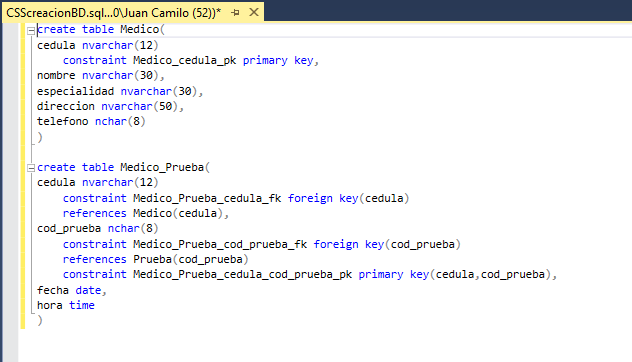 CSScreacionBD.sql...0\Juan Camilo (52))*
create table Medico(
cedula nvarchar(12)
constraint Medico_cedula_pk primary key,
nombre nvarchar(30),
especialidad nvarchar(30),
direccion nvarchar(50),
telefono nchar(8)
)
create table Medico_Prueba(
cedula nvarchar(12)
constraint Medico_Prueba_cedula_fk foreign key(cedula)
references Medico(cedula),
cod_prueba nchar(8)
constraint Medico_Prueba_cod_prueba_fk foreign key(cod_prueba)
references Prueba(cod_prueba)
constraint Medico_Prueba_cedula_cod_prueba_pk primary key(cedula,cod_prueba),
fecha date,
hora time
)